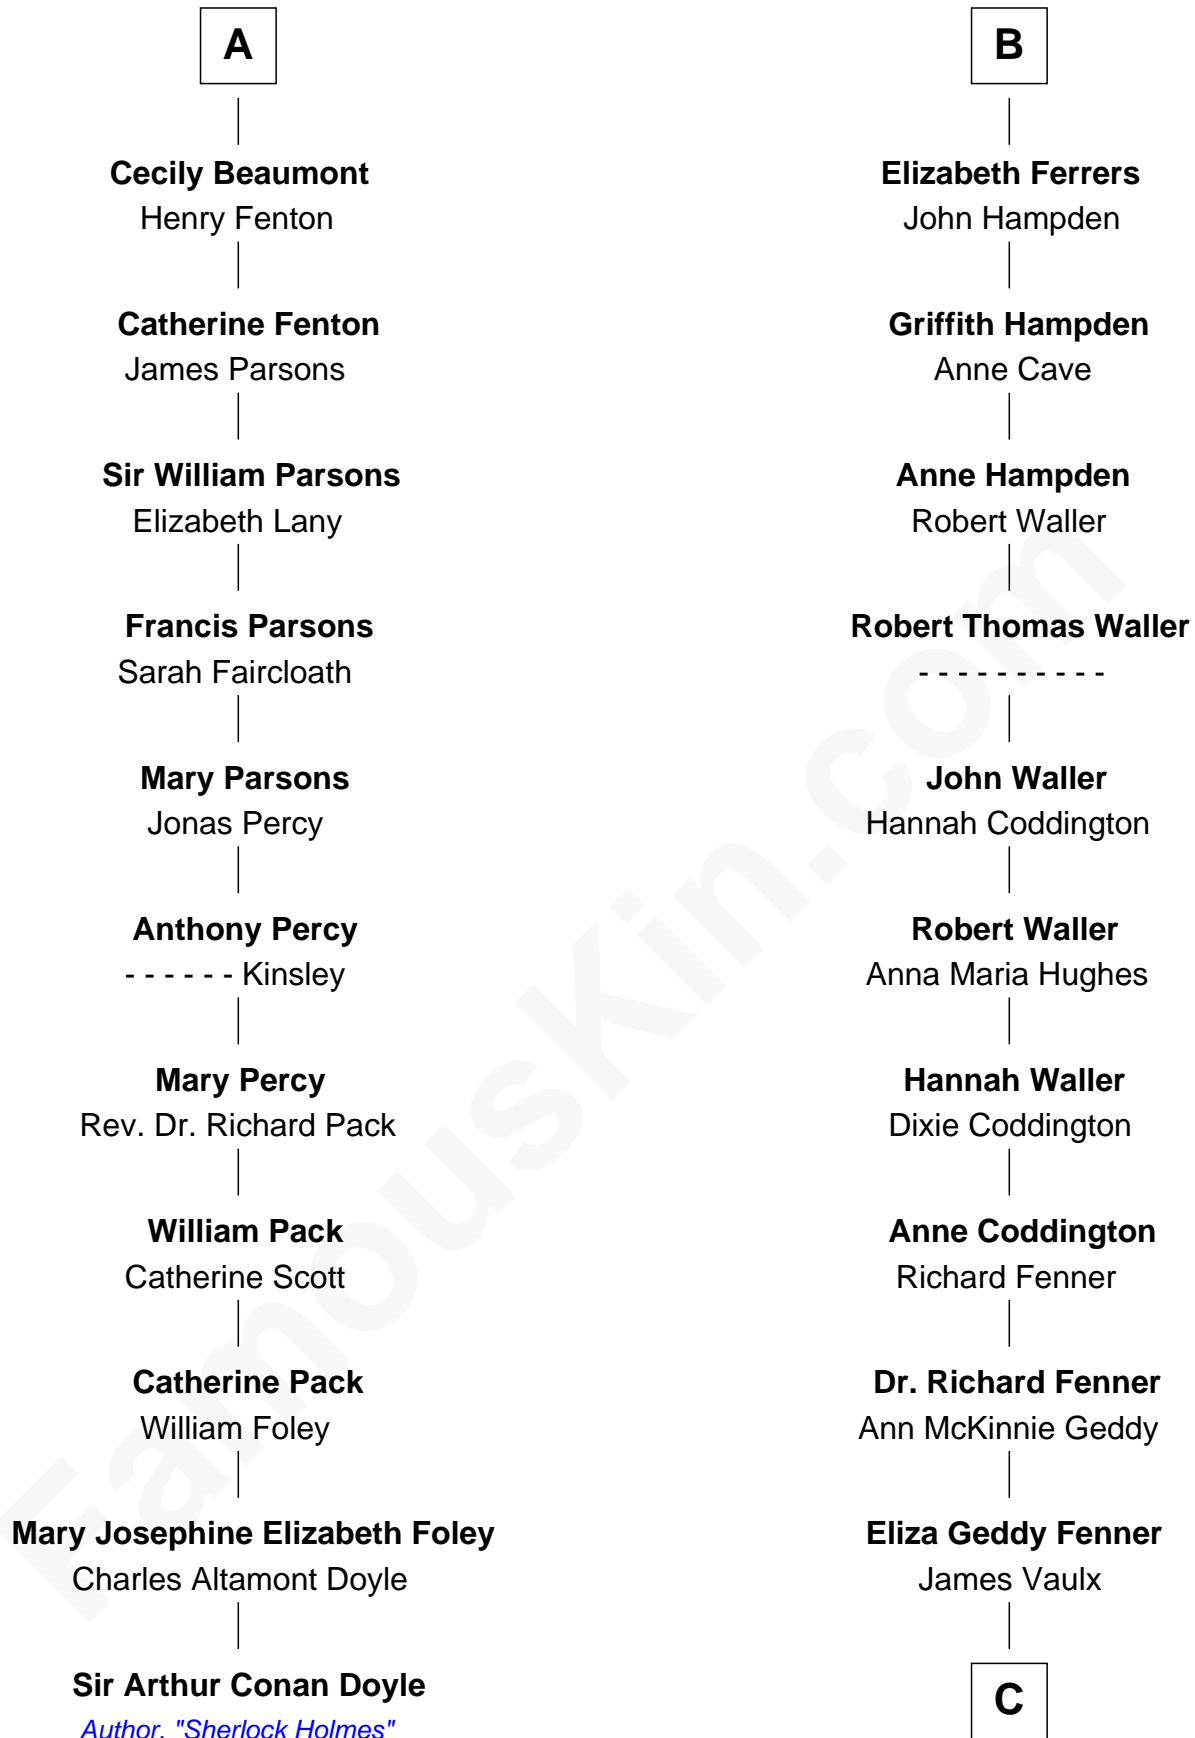 A
Cecily Beaumont
Henry Fenton
Catherine Fenton
James Parsons
Sir William Parsons
Elizabeth Lany
Francis Parsons
Sarah Faircloath
Mary Parsons
Jonas Percy
Anthony Percy
- - - - - - Kinsley
Mary Percy
Rev. Dr. Richard Pack
William Pack
Catherine Scott
Catherine Pack
William Foley
Mary Josephine Elizabeth Foley
Charles Altamont Doyle
Sir Arthur Conan Doyle
Author, "Sherlock Holmes"
B
Elizabeth Ferrers
John Hampden
Griffith Hampden
Anne Cave
Anne Hampden
Robert Waller
Robert Thomas Waller
- - - - - - - - - -
John Waller
Hannah Coddington
Robert Waller
Anna Maria Hughes
Hannah Waller
Dixie Coddington
Anne Coddington
Richard Fenner
Dr. Richard Fenner
Ann McKinnie Geddy
Eliza Geddy Fenner
James Vaulx
C
FamousKin.com